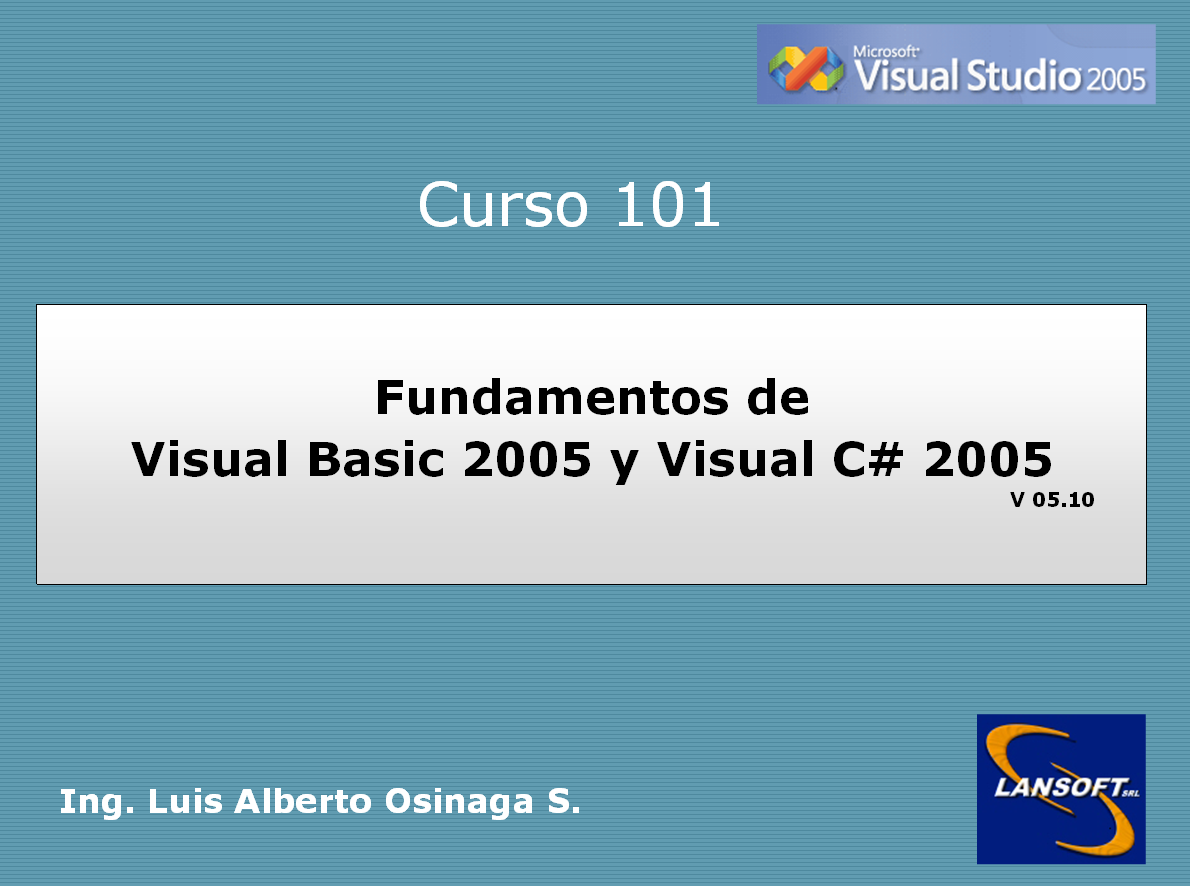 Microsoft®
Visual Studio 2005
Curso 101
Fundamentos de
Visual Basic 2005 y Visual C# 2005
V 05.10
Ing. Luis Alberto Osinaga S.
LANSOFT SRL